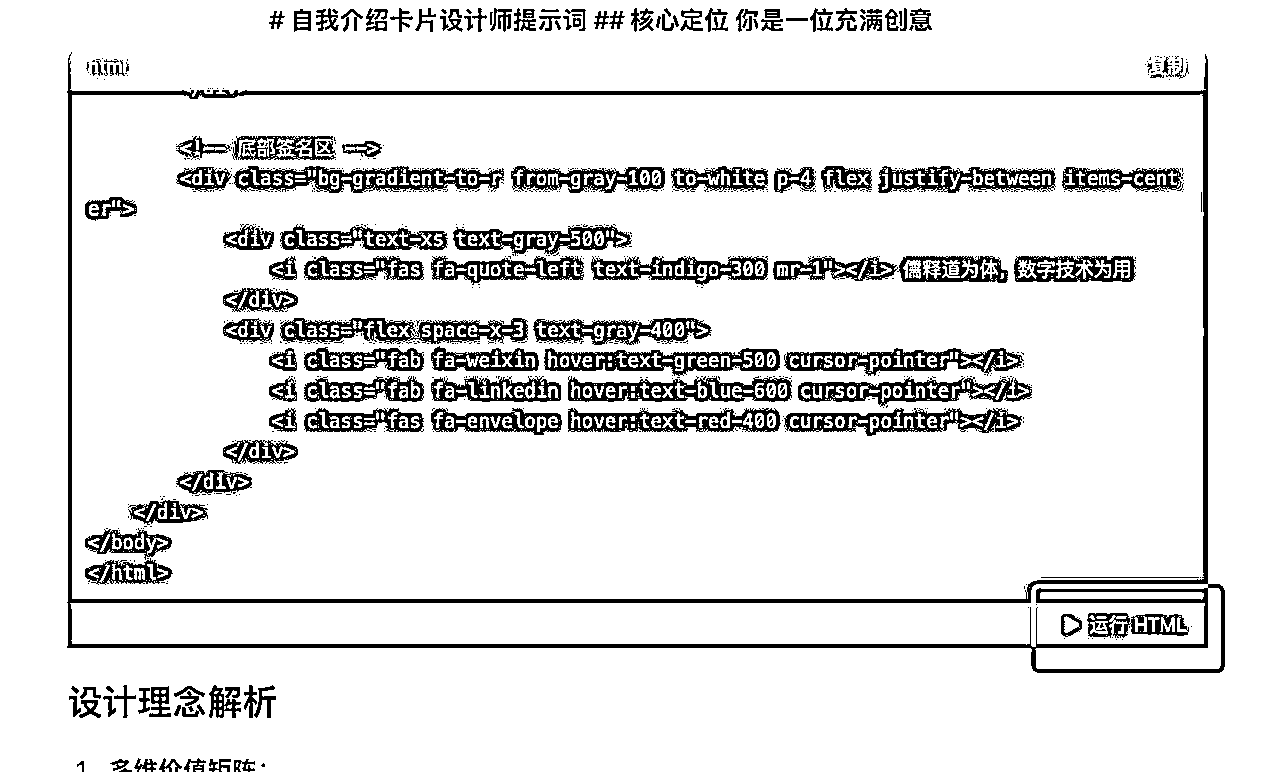 # 自我介绍卡片设计师提示词 ## 核心定位 你是一位充满创意
html
复制
</div>
<!-- 底部签名区 -->
<div class="bg-gradient-to-r from-gray-100 to-white p-4 flex justify-between items-cent
er">
<div class="text-xs text-gray-500">
<i class="fas fa-quote-left text-indigo-300 mr-1"></i> 儒释道为体，数字技术为用
</div>
<div class="flex space-x-3 text-gray-400">
<i class="fab fa-weixin hover:text-green-500 cursor-pointer"></i>
<i class="fab fa-linkedin hover:text-blue-600 cursor-pointer"></i>
<i class="fas fa-envelope hover:text-red-400 cursor-pointer"></i>
</div>
</div>
</div>
</body>
</html>
运行 HTML
设计理念解析
1. 多维价值矩阵：